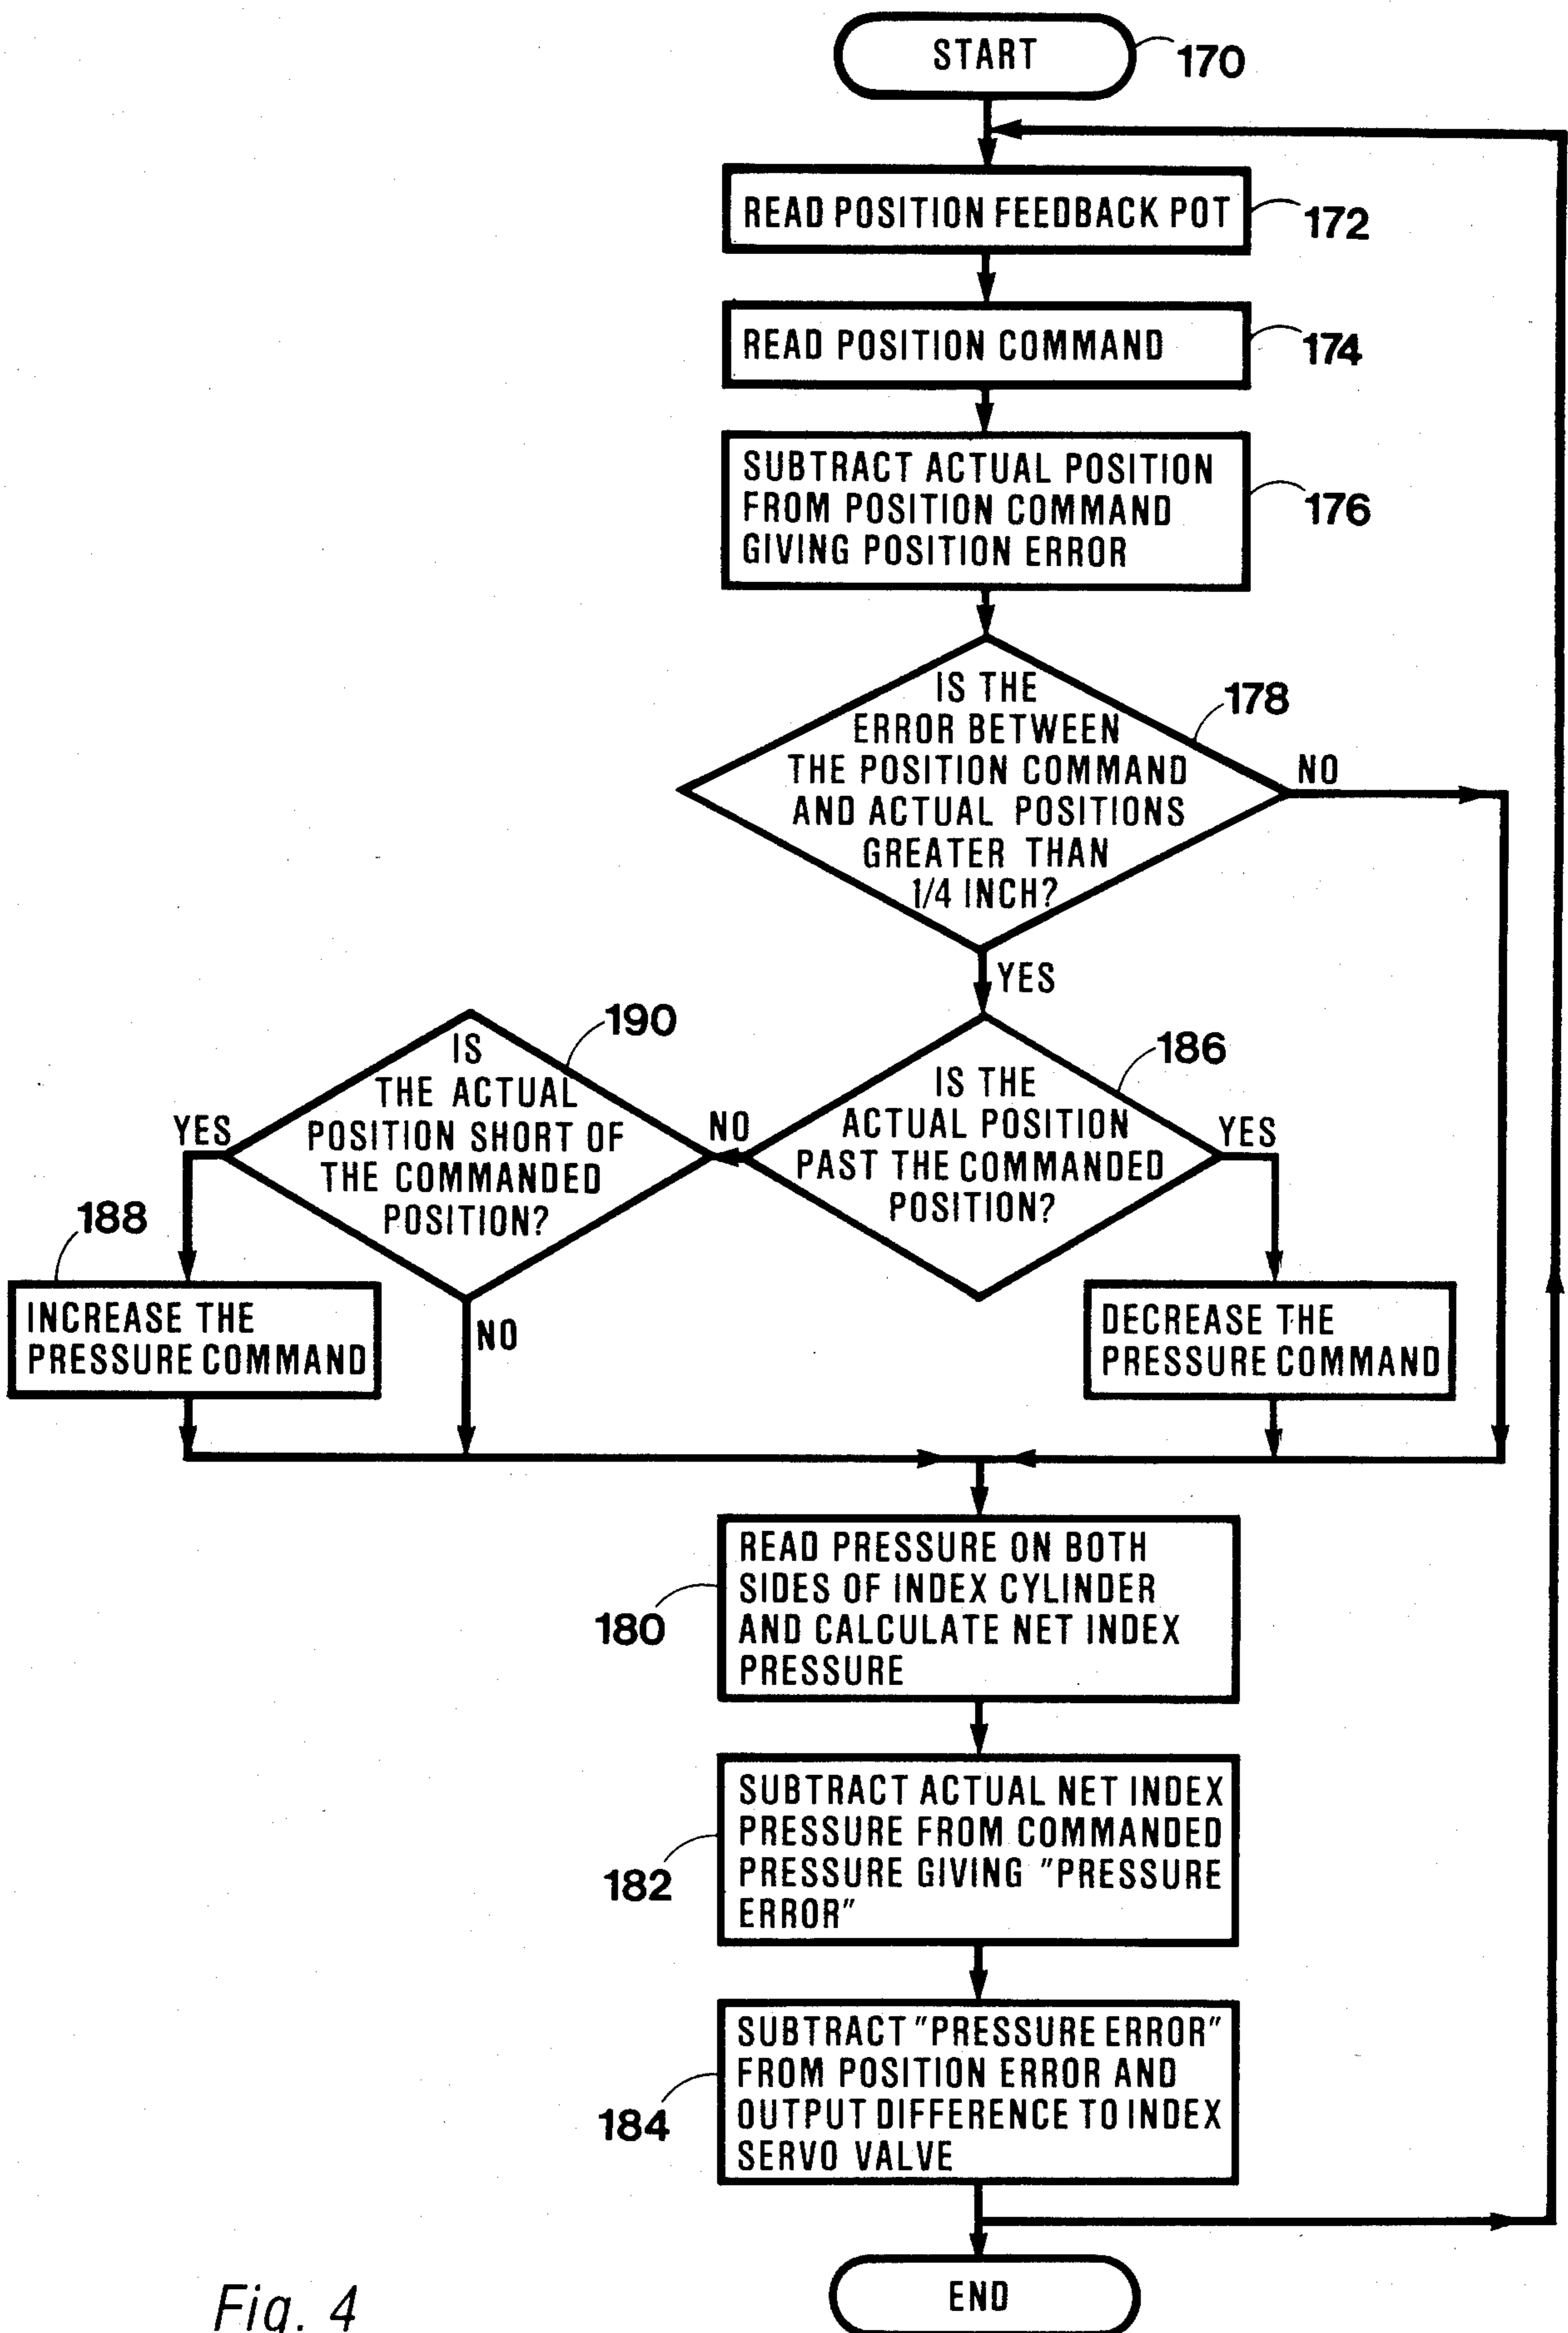 START
170
READ POSITION FEEDBACK POT
172
READ POSITION COMMAND
174
SUBTRACT ACTUAL POSITION
FROM POSITION COMMAND
GIVING POSITION ERROR
176
IS THE
ERROR BETWEEN
THE POSITION COMMAND
AND ACTUAL POSITIONS
GREATER THAN
1/4 INCH?
178
NO
YES
IS THE
ACTUAL POSITION
PAST THE COMMANDED
POSITION?
186
YES
NO
IS
THE ACTUAL
POSITION SHORT OF
THE COMMANDED
POSITION?
190
YES
NO
188
INCREASE THE
PRESSURE COMMAND
DECREASE THE
PRESSURE COMMAND
READ PRESSURE ON BOTH
SIDES OF INDEX CYLINDER
AND CALCULATE NET INDEX
PRESSURE
180
SUBTRACT ACTUAL NET INDEX
PRESSURE FROM COMMANDED
PRESSURE GIVING "PRESSURE
ERROR"
182
SUBTRACT "PRESSURE ERROR"
FROM POSITION ERROR AND
OUTPUT DIFFERENCE TO INDEX
SERVO VALVE
184
END
Fig. 4